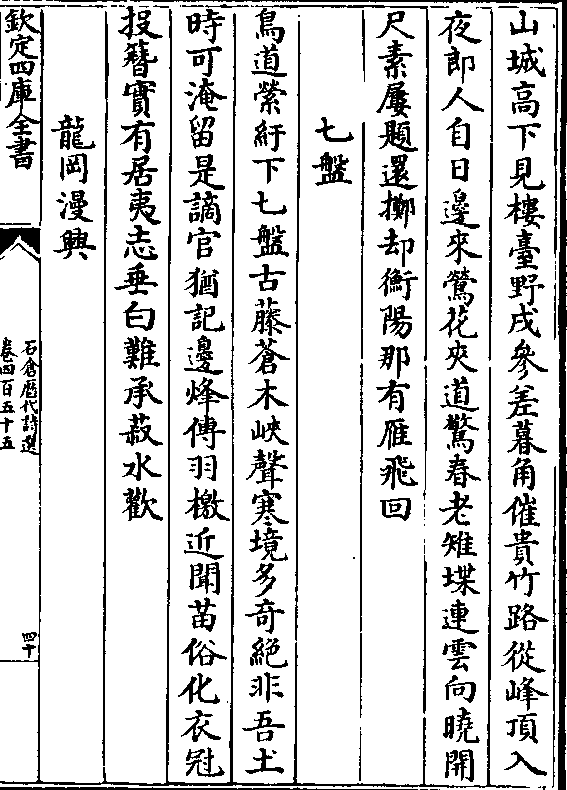 山城高下見樓臺野戍參差暮角催貴竹路從峰頂入
夜郎人自日邊來鶯花夾道驚春老雉堞連雲向曉開
尺素屢題還擲却衡陽那有雁飛回
七盤
鳥道縈紆下七盤古藤蒼木峽聲寒境多奇絶非吾土
時可淹留是謫官猶記邊烽傳羽檄近聞苗俗化衣冠
投簪實有居夷志垂白難承菽水歡
龍岡漫興
欽定四庫全書
石倉歷代詩選
卷四百五十五
四十